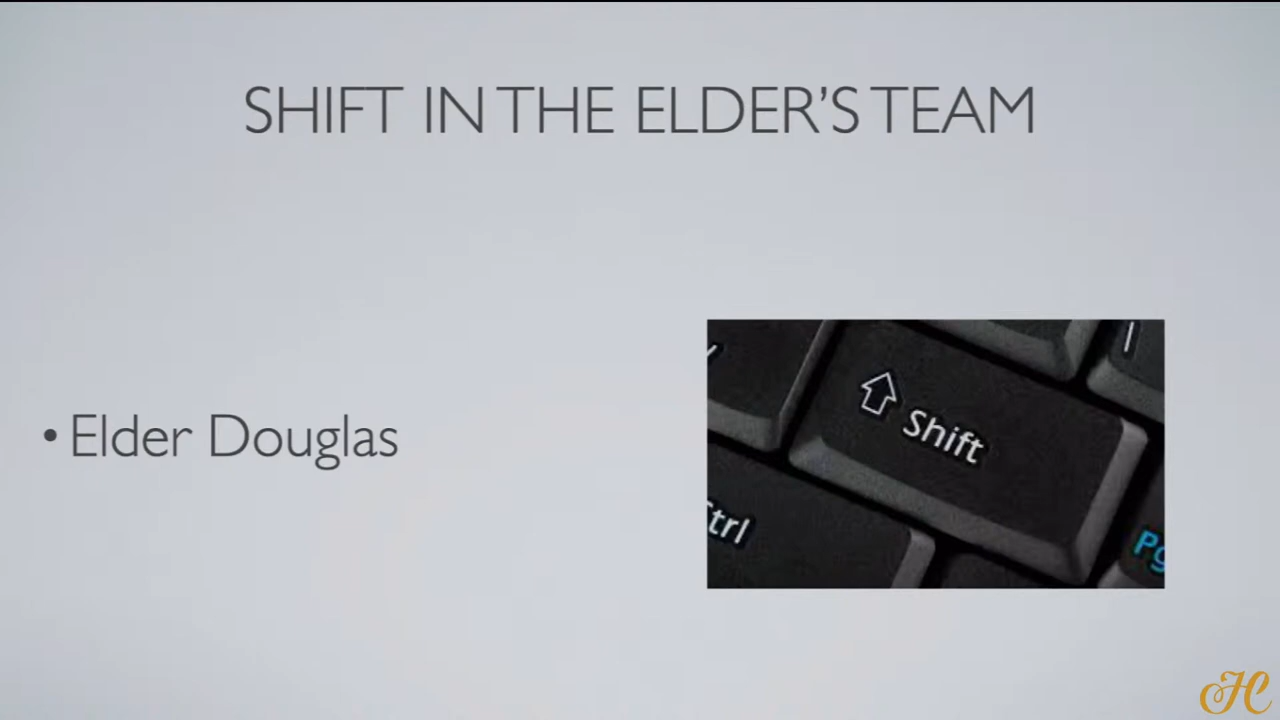 SHIFT IN THE ELDER'S TEAM
• Elder Douglas
Shift
Ctrl
Pg
H